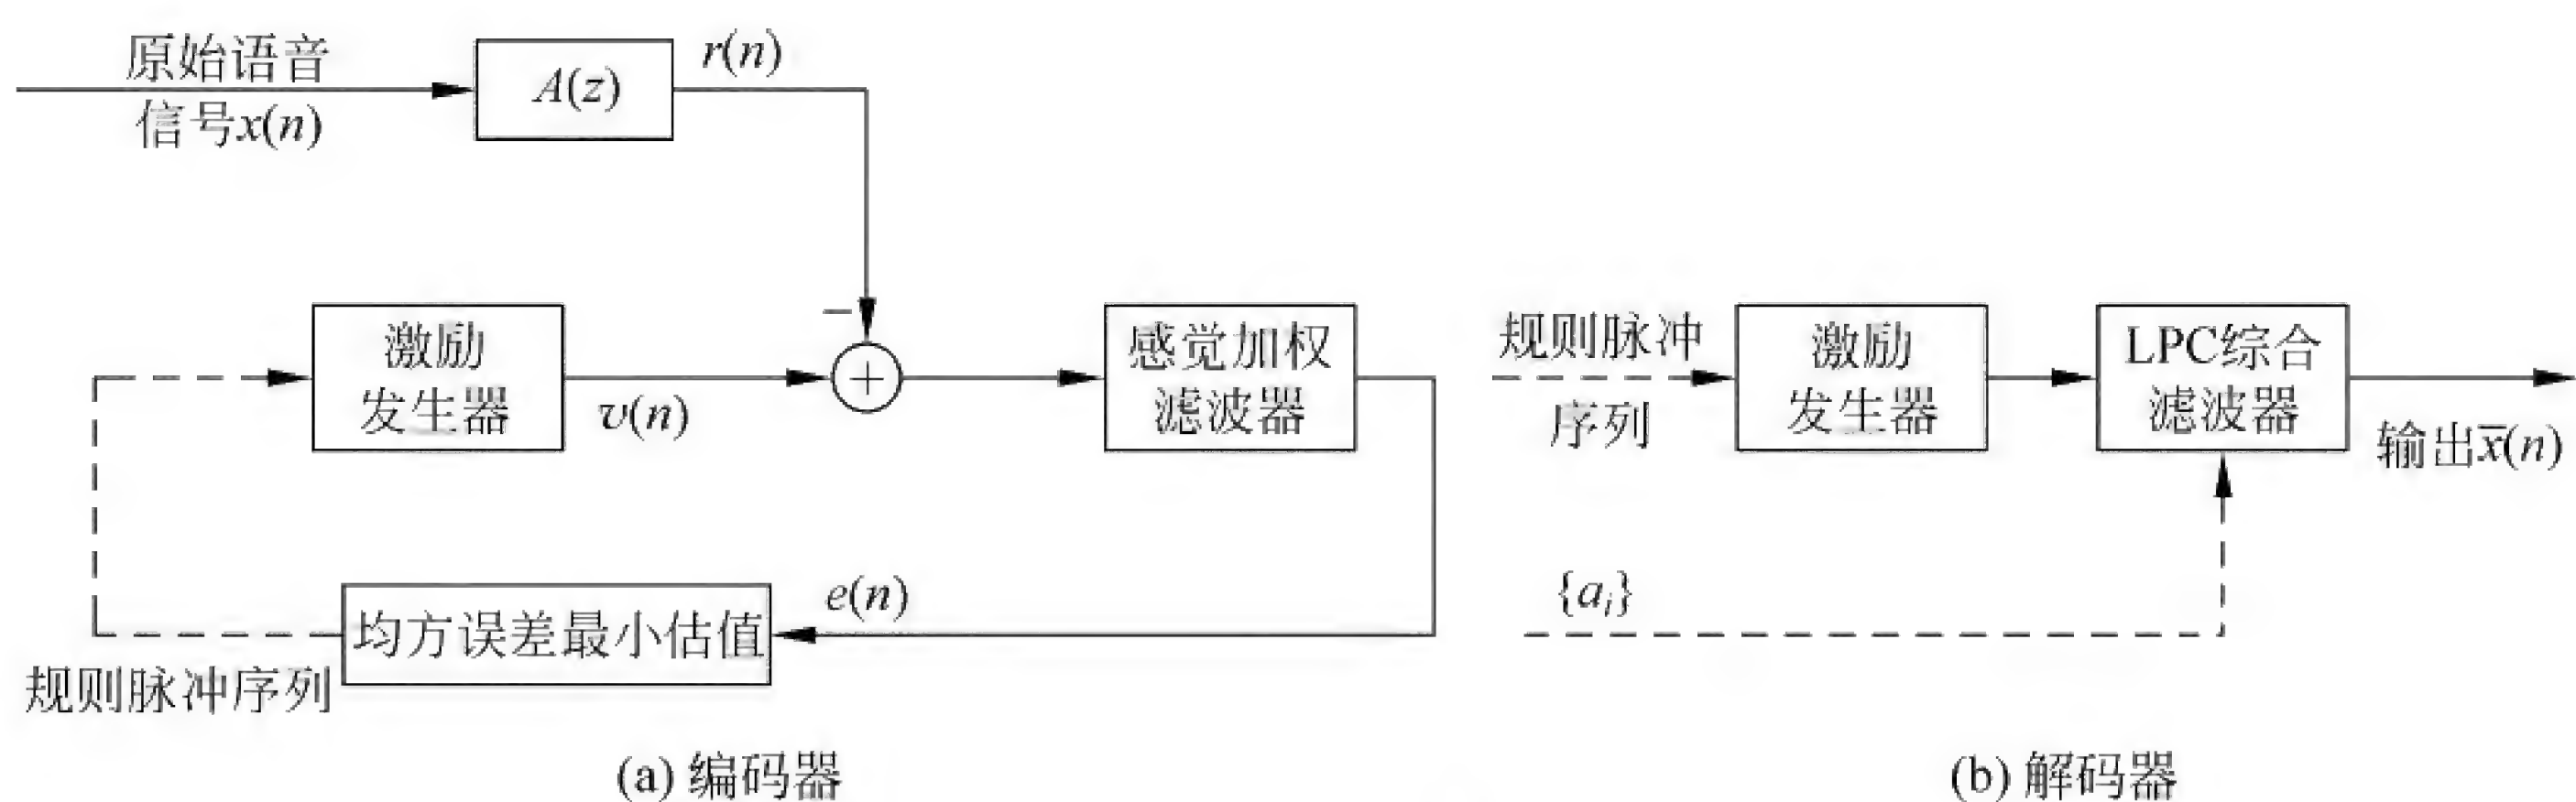 原始语音
信号x(n)
A(z)
r(n)
−
激励
发生器
v(n)
+
感觉加权
滤波器
e(n)
均方误差最小估值
规则脉冲序列
(a) 编码器
规则脉冲
序列
激励
发生器
LPC综合
滤波器
输出x̅(n)
{aᵢ}
(b) 解码器